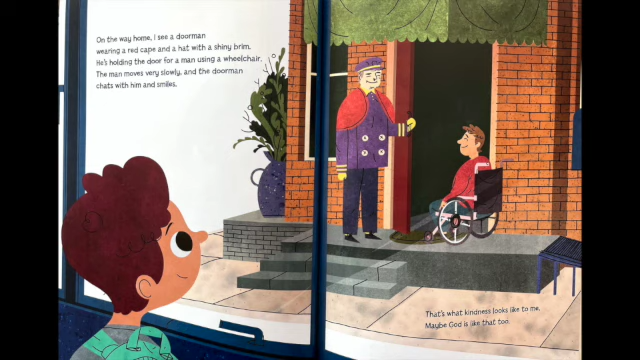 On the way home, I see a doorman
wearing a red cape and a hat with a shiny brim.
He's holding the door for a man using a wheelchair.
The man moves very slowly, and the doorman
chats with him and smiles.
That's what kindness looks like to me.
Maybe God is like that too.